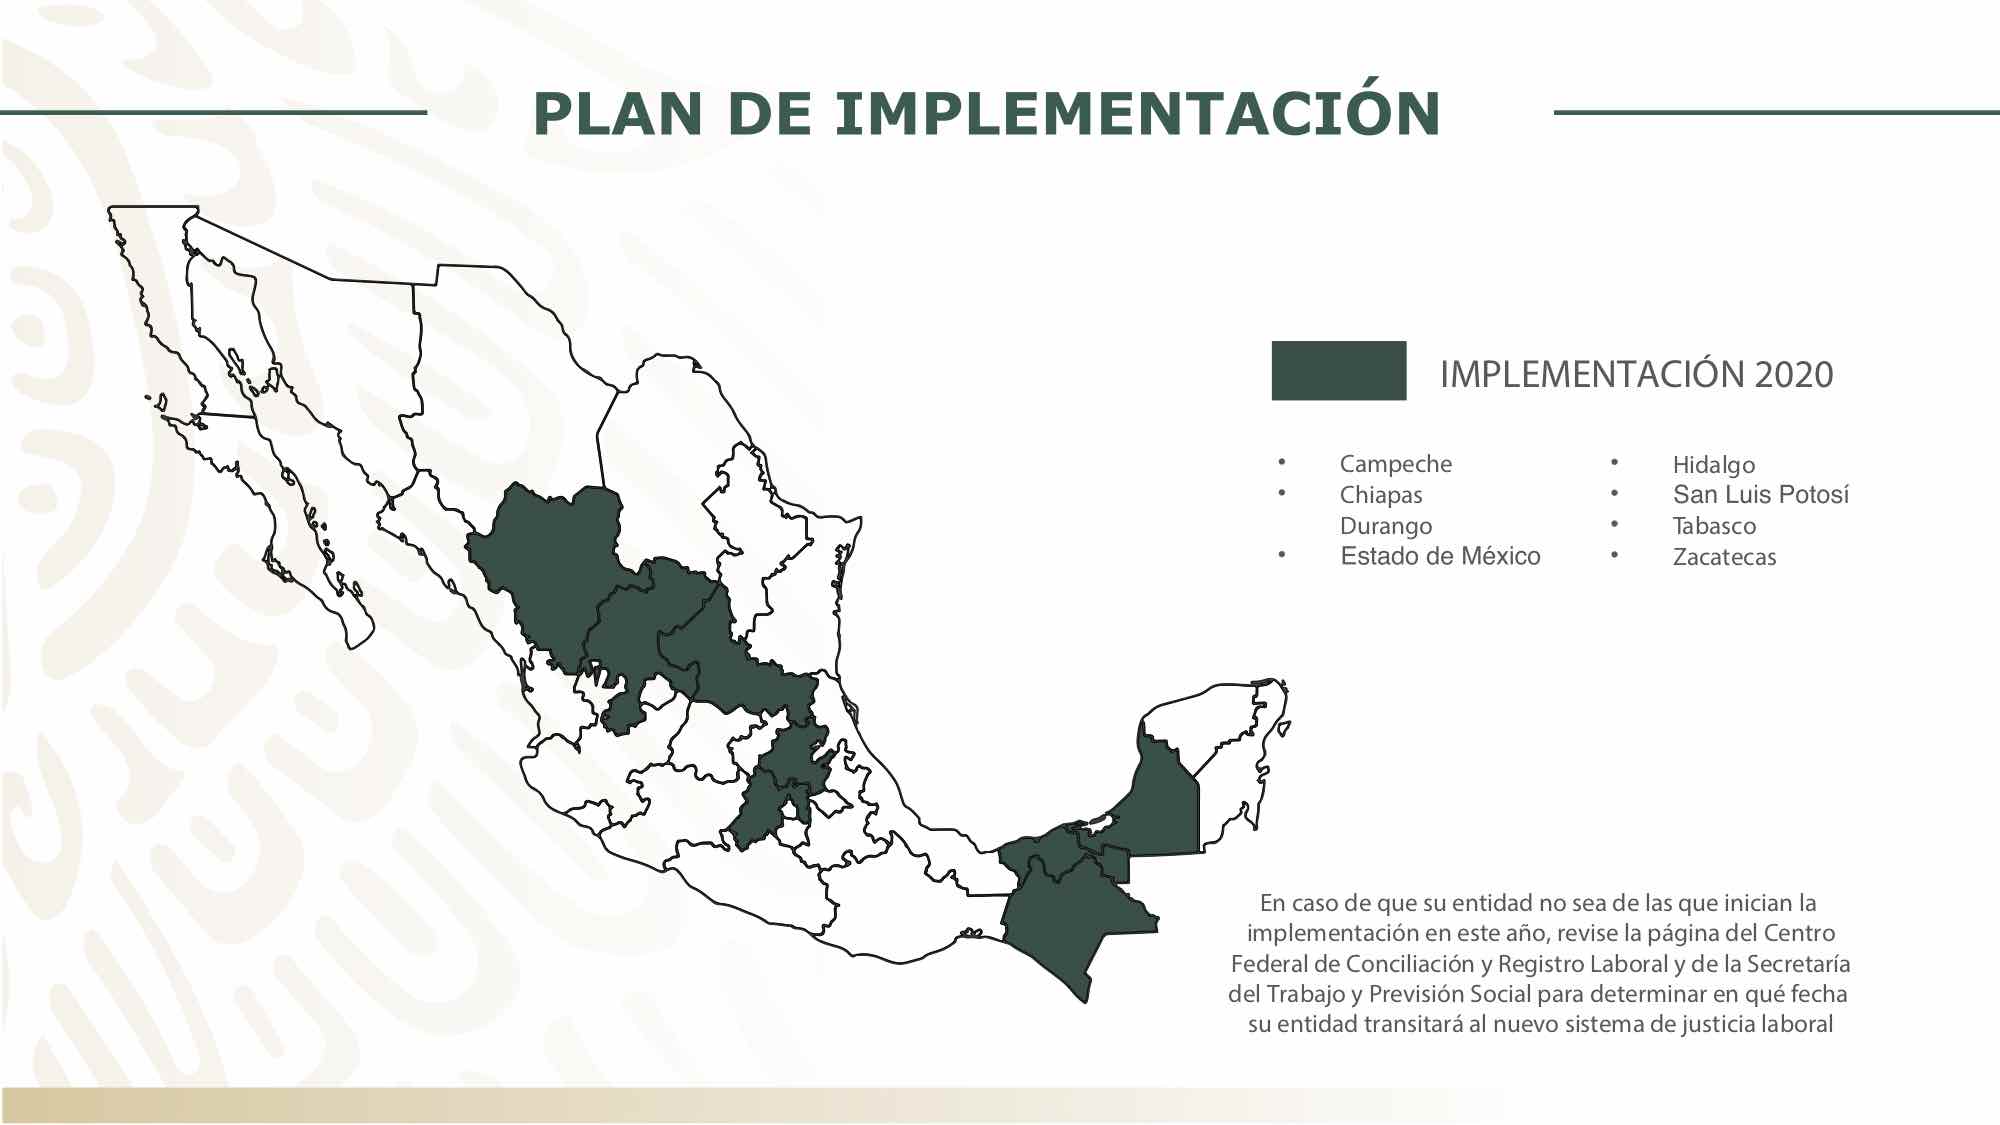 PLAN DE IMPLEMENTACIÓN
IMPLEMENTACIÓN 2020
• Campeche
• Chiapas
Durango
• Estado de México
• Hidalgo
• San Luis Potosí
• Tabasco
• Zacatecas
En caso de que su entidad no sea de las que inician la
implementación en este año, revise la página del Centro
Federal de Conciliación y Registro Laboral y de la Secretaría
del Trabajo y Previsión Social para determinar en qué fecha
su entidad transitará al nuevo sistema de justicia laboral